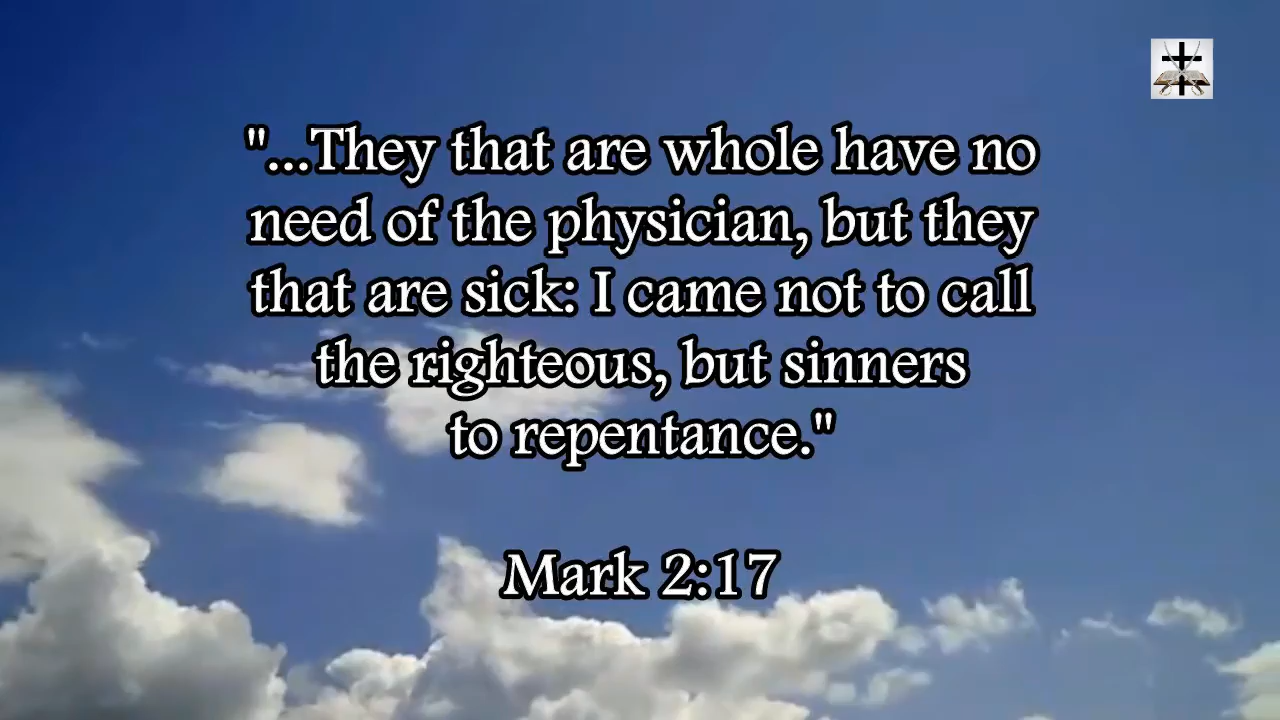 "...They that are whole have no
need of the physician, but they
that are sick: I came not to call
the righteous, but sinners
to repentance."
Mark 2:17